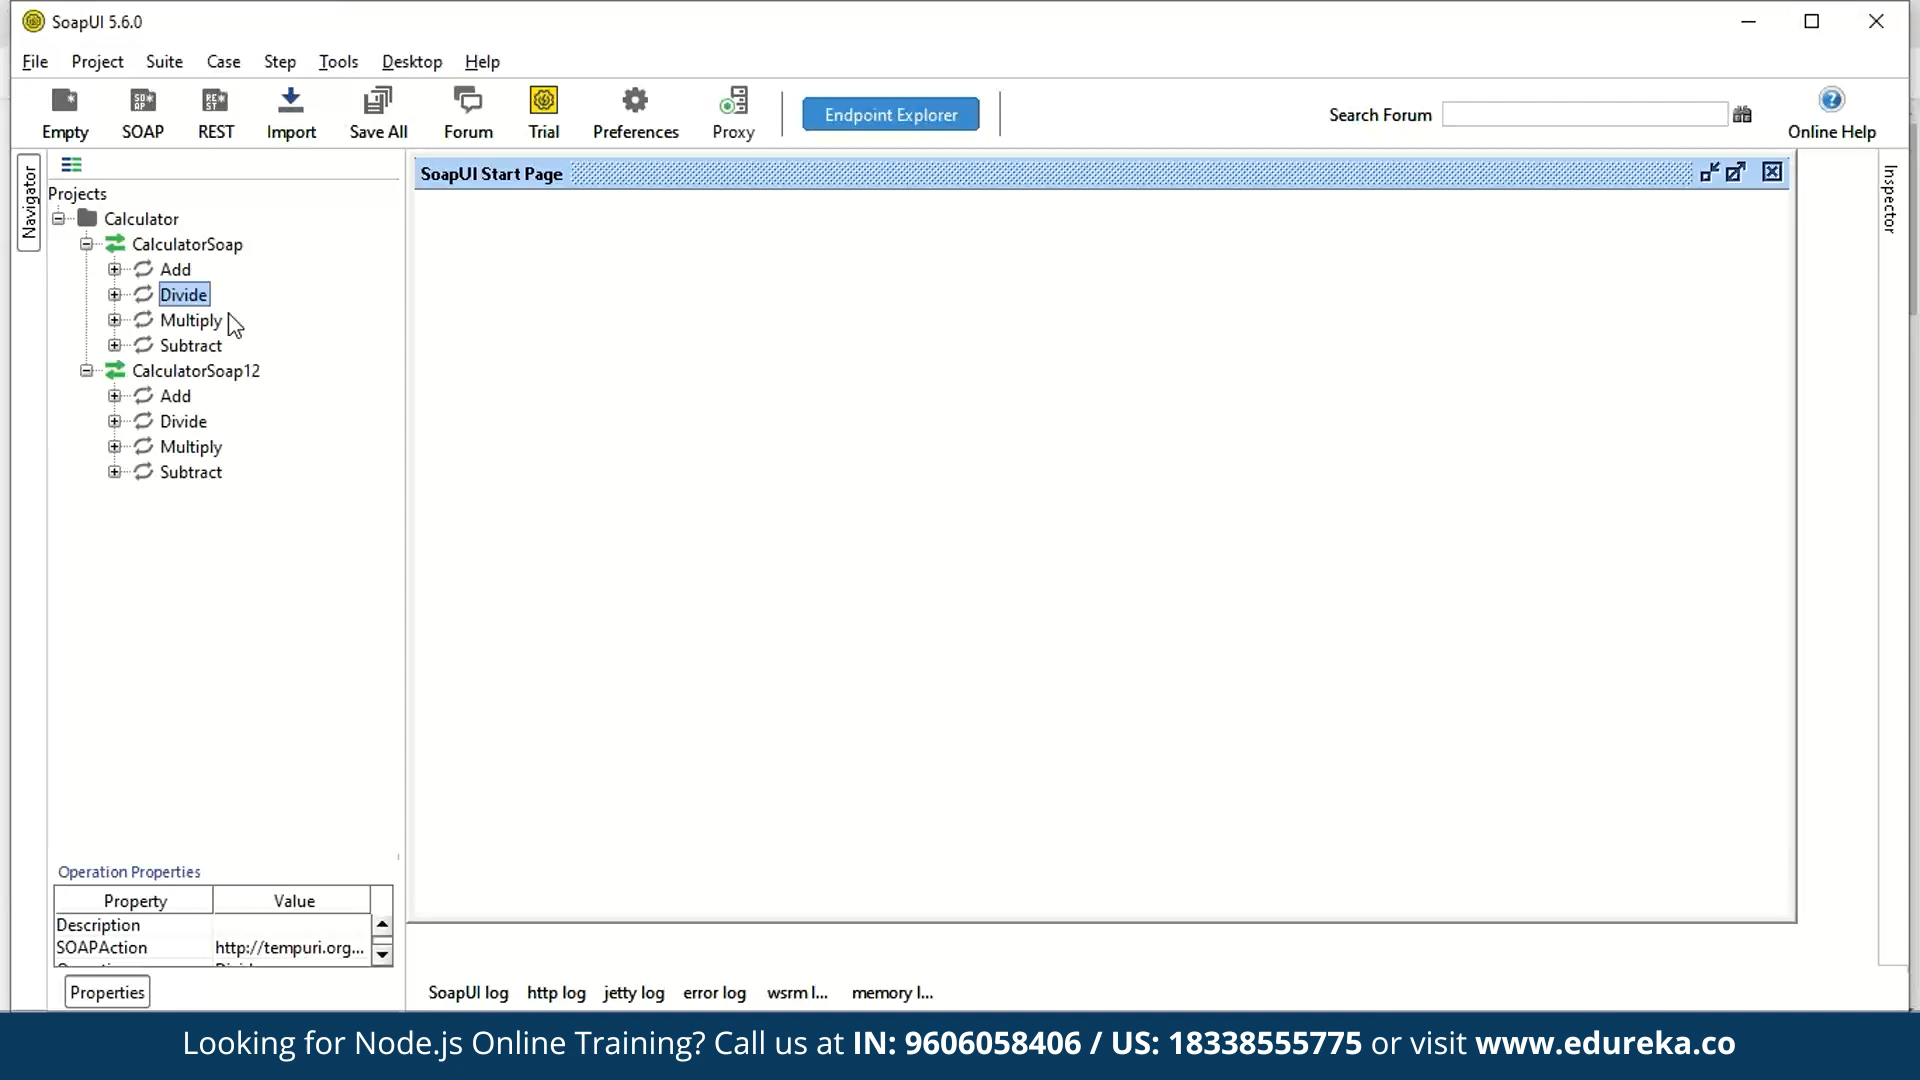 SoapUI 5.6.0
File Project Suite Case Step Tools Desktop Help
Empty SOAP REST Import Save All Forum Trial Preferences Proxy
Endpoint Explorer
Search Forum
Online Help
Navigator
Projects
Calculator
CalculatorSoap
Add
Divide
Multiply
Subtract
CalculatorSoap12
Add
Divide
Multiply
Subtract
SoapUI Start Page
Inspector
Operation Properties
Property Value
Description
SOAPAction http://tempuri.org...
Properties
SoapUI log http log jetty log error log wsrm l... memory l...
Looking for Node.js Online Training? Call us at IN: 9606058406 / US: 18338555775 or visit www.edureka.co